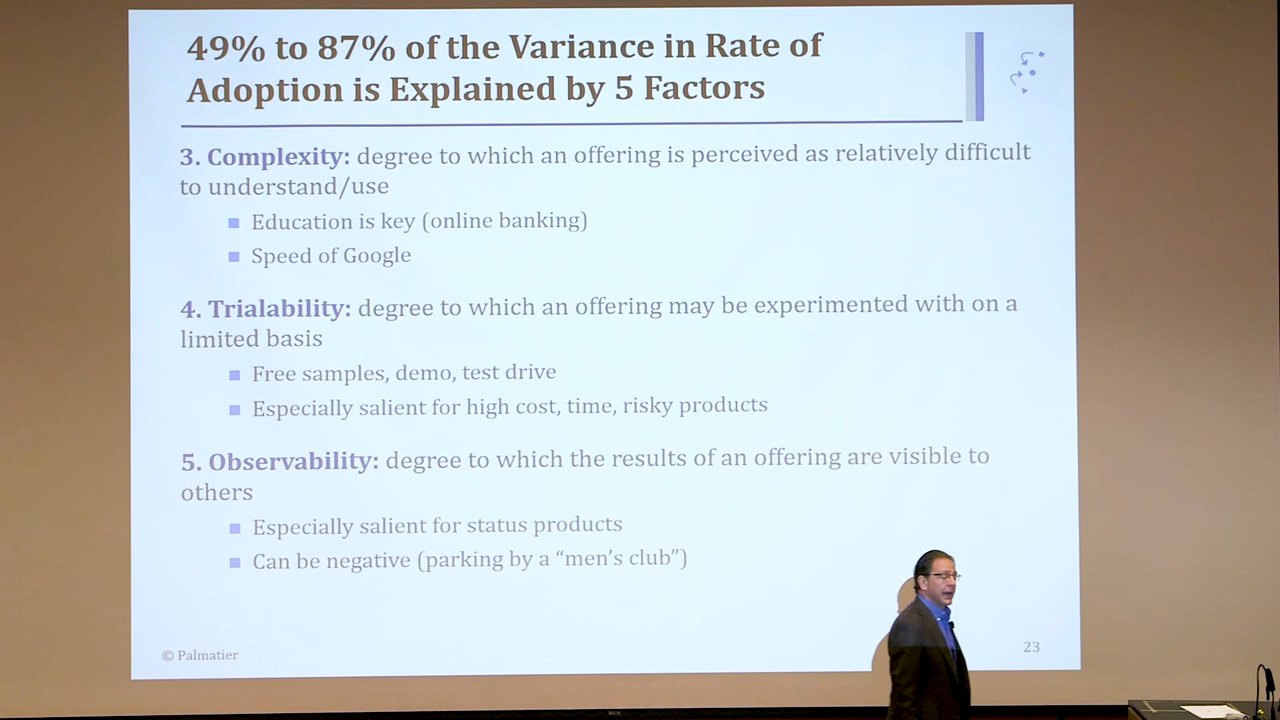 49% to 87% of the Variance in Rate of
Adoption is Explained by 5 Factors
3. Complexity: degree to which an offering is perceived as relatively difficult
to understand/use
■ Education is key (online banking)
■ Speed of Google
4. Trialability: degree to which an offering may be experimented with on a
limited basis
■ Free samples, demo, test drive
■ Especially salient for high cost, time, risky products
5. Observability: degree to which the results of an offering are visible to
others
■ Especially salient for status products
■ Can be negative (parking by a “men’s club”)
© Palmatier
23